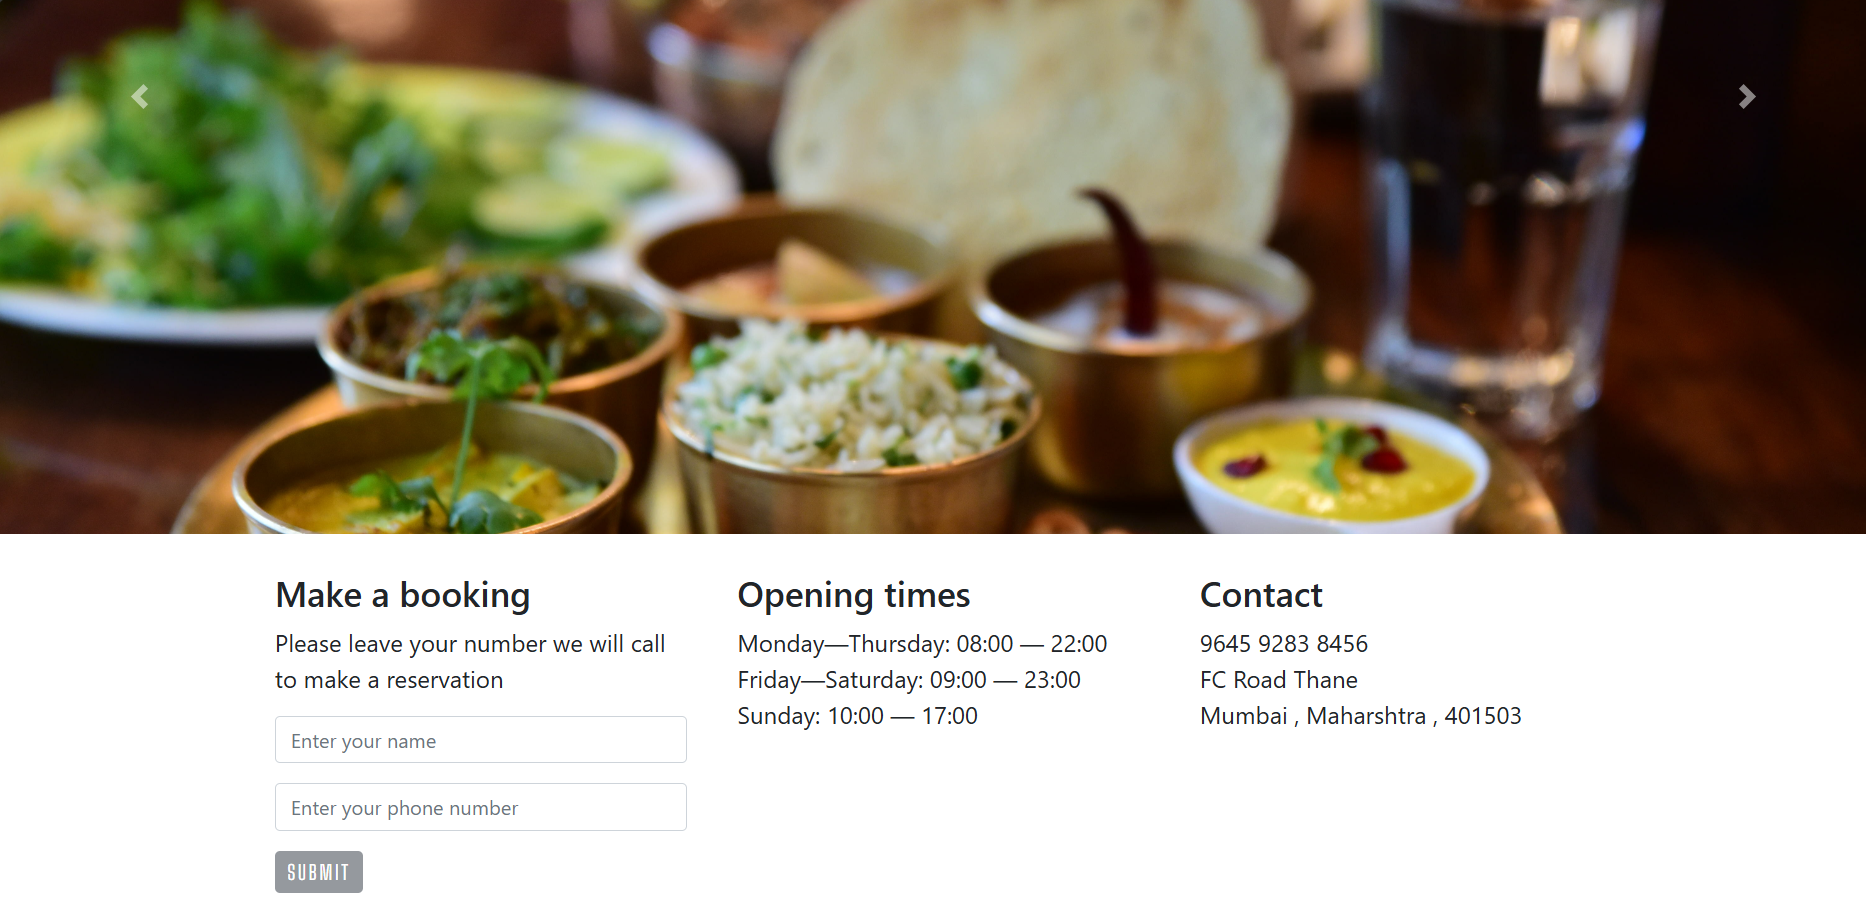 Make a booking
Please leave your number we will call
to make a reservation
Enter your name
Enter your phone number
SUBMIT
Opening times
Monday—Thursday: 08:00 — 22:00
Friday—Saturday: 09:00 — 23:00
Sunday: 10:00 — 17:00
Contact
9645 9283 8456
FC Road Thane
Mumbai , Maharshtra , 401503